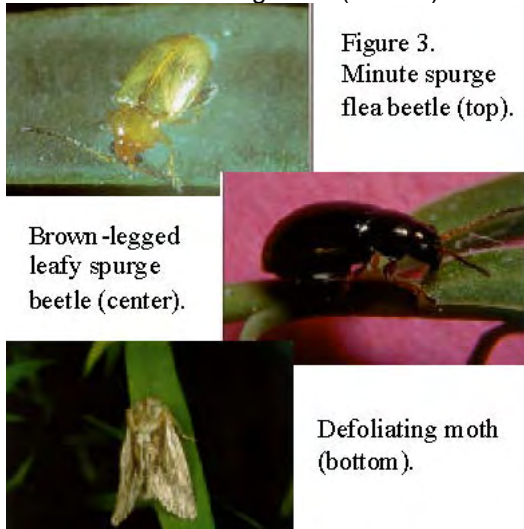 Figure 3.
Minute spurge
flea beetle (top).
Brown-legged
leafy spurge
beetle (center).
Defoliating moth
(bottom).